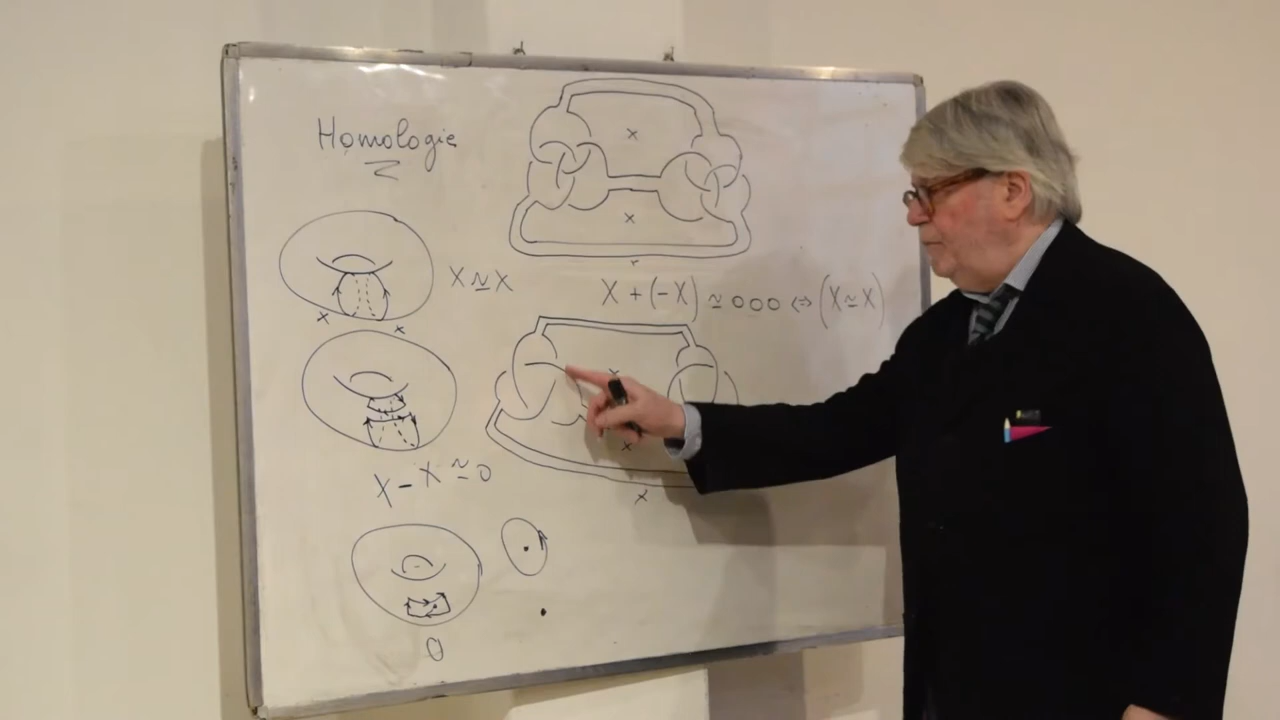 Homologie
x
x
r
X ≃ X
x x
X + (-X) ≃ 000 ⇔ (X ≃ X)
x
x
x
X - X ≃ 0
0